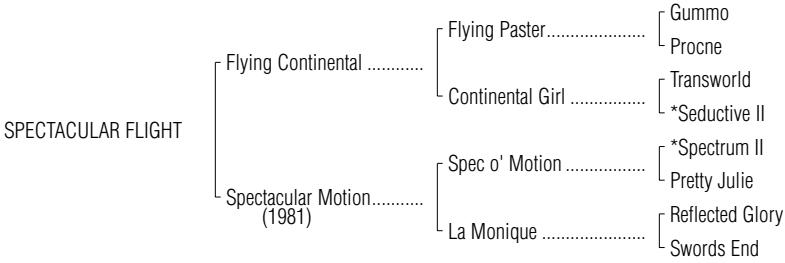 Gummo
Flying Paster.....................
Procne
Flying Continental ............
Transworld
Continental Girl ................
*Seductive II
SPECTACULAR FLIGHT
*Spectrum II
Spec o' Motion .................
Pretty Julie
Spectacular Motion...........
(1981)
Reflected Glory
La Monique ......................
Swords End